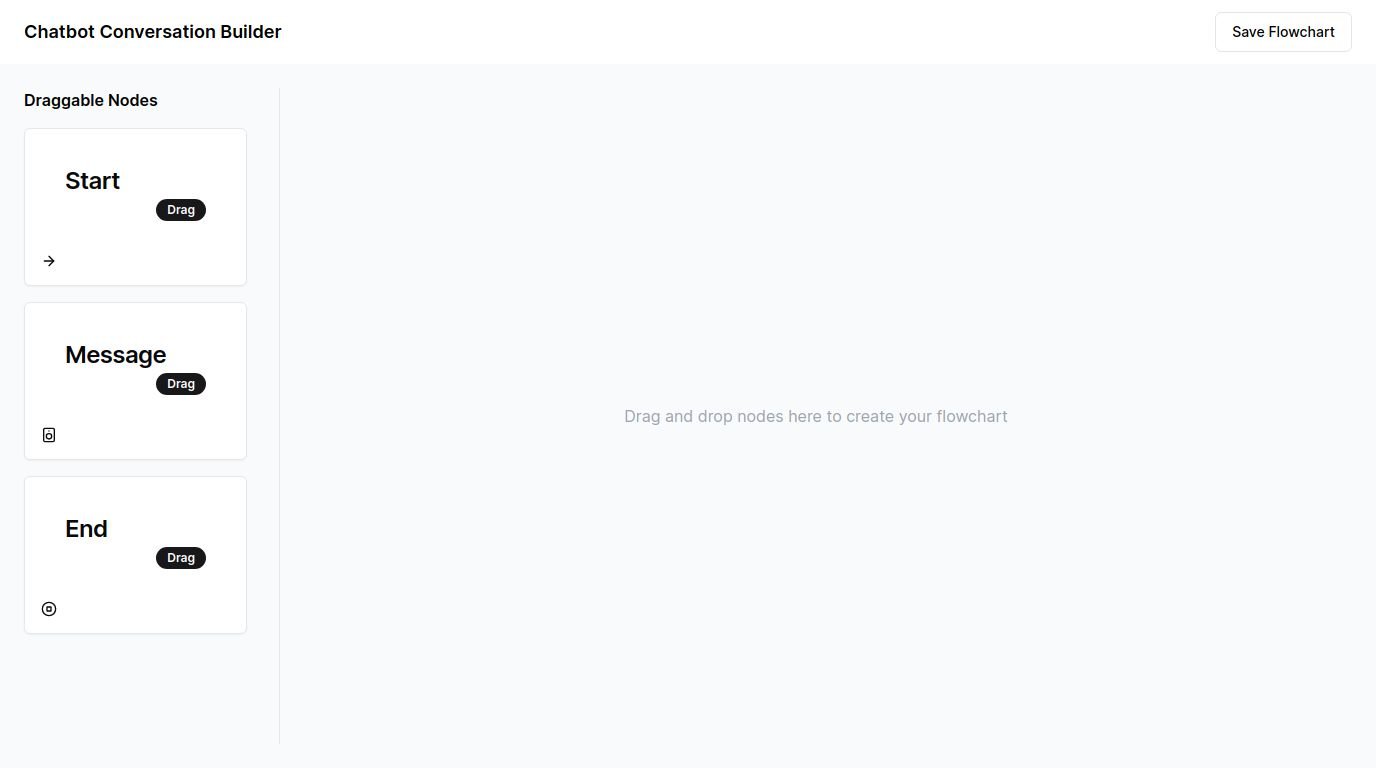 Chatbot Conversation Builder
Save Flowchart
Draggable Nodes
Start
Drag
Message
Drag
End
Drag
Drag and drop nodes here to create your flowchart